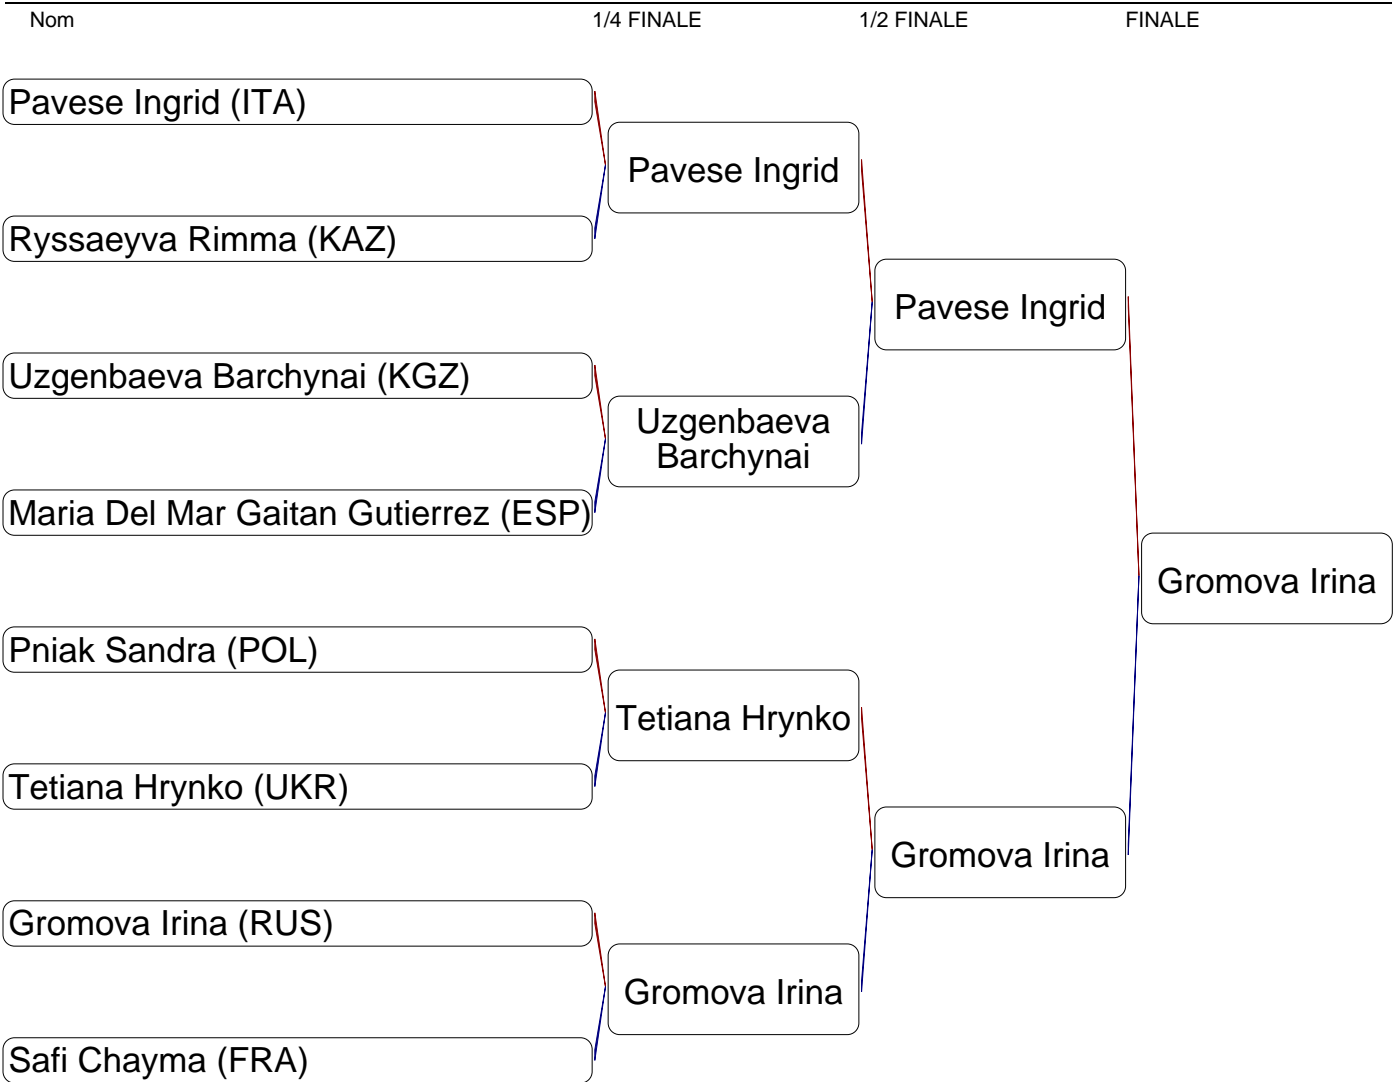 Nom 1/4 FINALE 1/2 FINALE FINALE
Pavese Ingrid (ITA)
Pavese Ingrid
Ryssaeyva Rimma (KAZ)
Pavese Ingrid
Uzgenbaeva Barchynai (KGZ)
Uzgenbaeva
Barchynai
Maria Del Mar Gaitan Gutierrez (ESP)
Gromova Irina
Pniak Sandra (POL)
Tetiana Hrynko
Tetiana Hrynko (UKR)
Gromova Irina
Gromova Irina (RUS)
Gromova Irina
Safi Chayma (FRA)